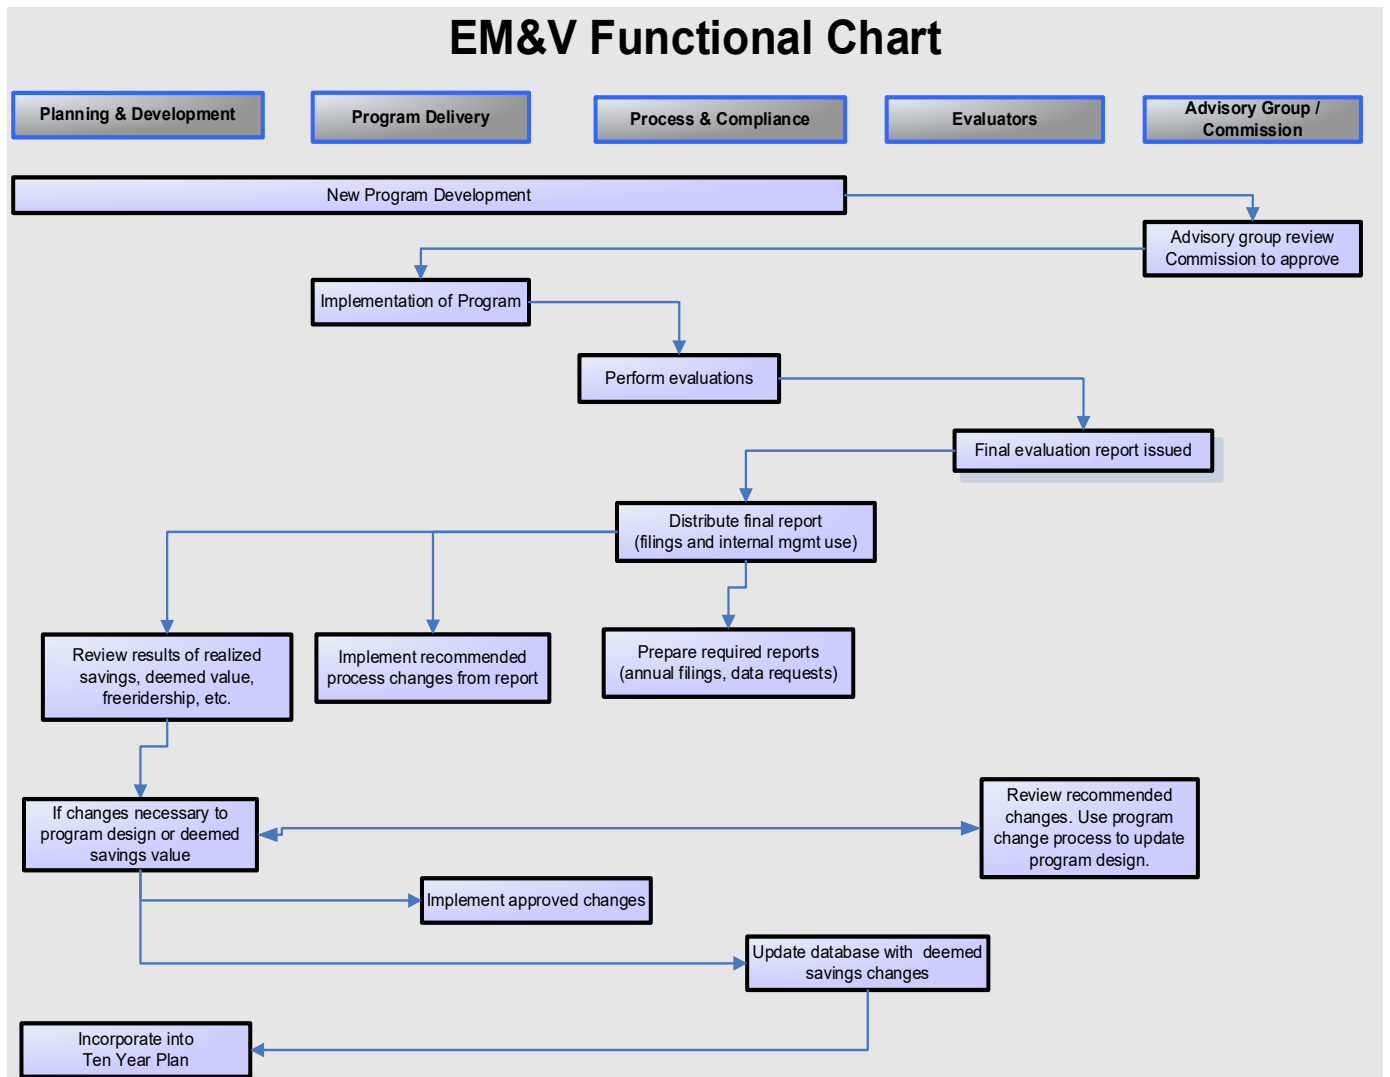 EM&V Functional Chart
Planning & Development
Program Delivery
Process & Compliance
Evaluators
Advisory Group /
Commission
New Program Development
Advisory group review
Commission to approve
Implementation of Program
Perform evaluations
Final evaluation report issued
Distribute final report
(filings and internal mgmt use)
Review results of realized
savings, deemed value,
freeridership, etc.
Implement recommended
process changes from report
Prepare required reports
(annual filings, data requests)
If changes necessary to
program design or deemed
savings value
Review recommended
changes. Use program
change process to update
program design.
Implement approved changes
Update database with  deemed
savings changes
Incorporate into
Ten Year Plan